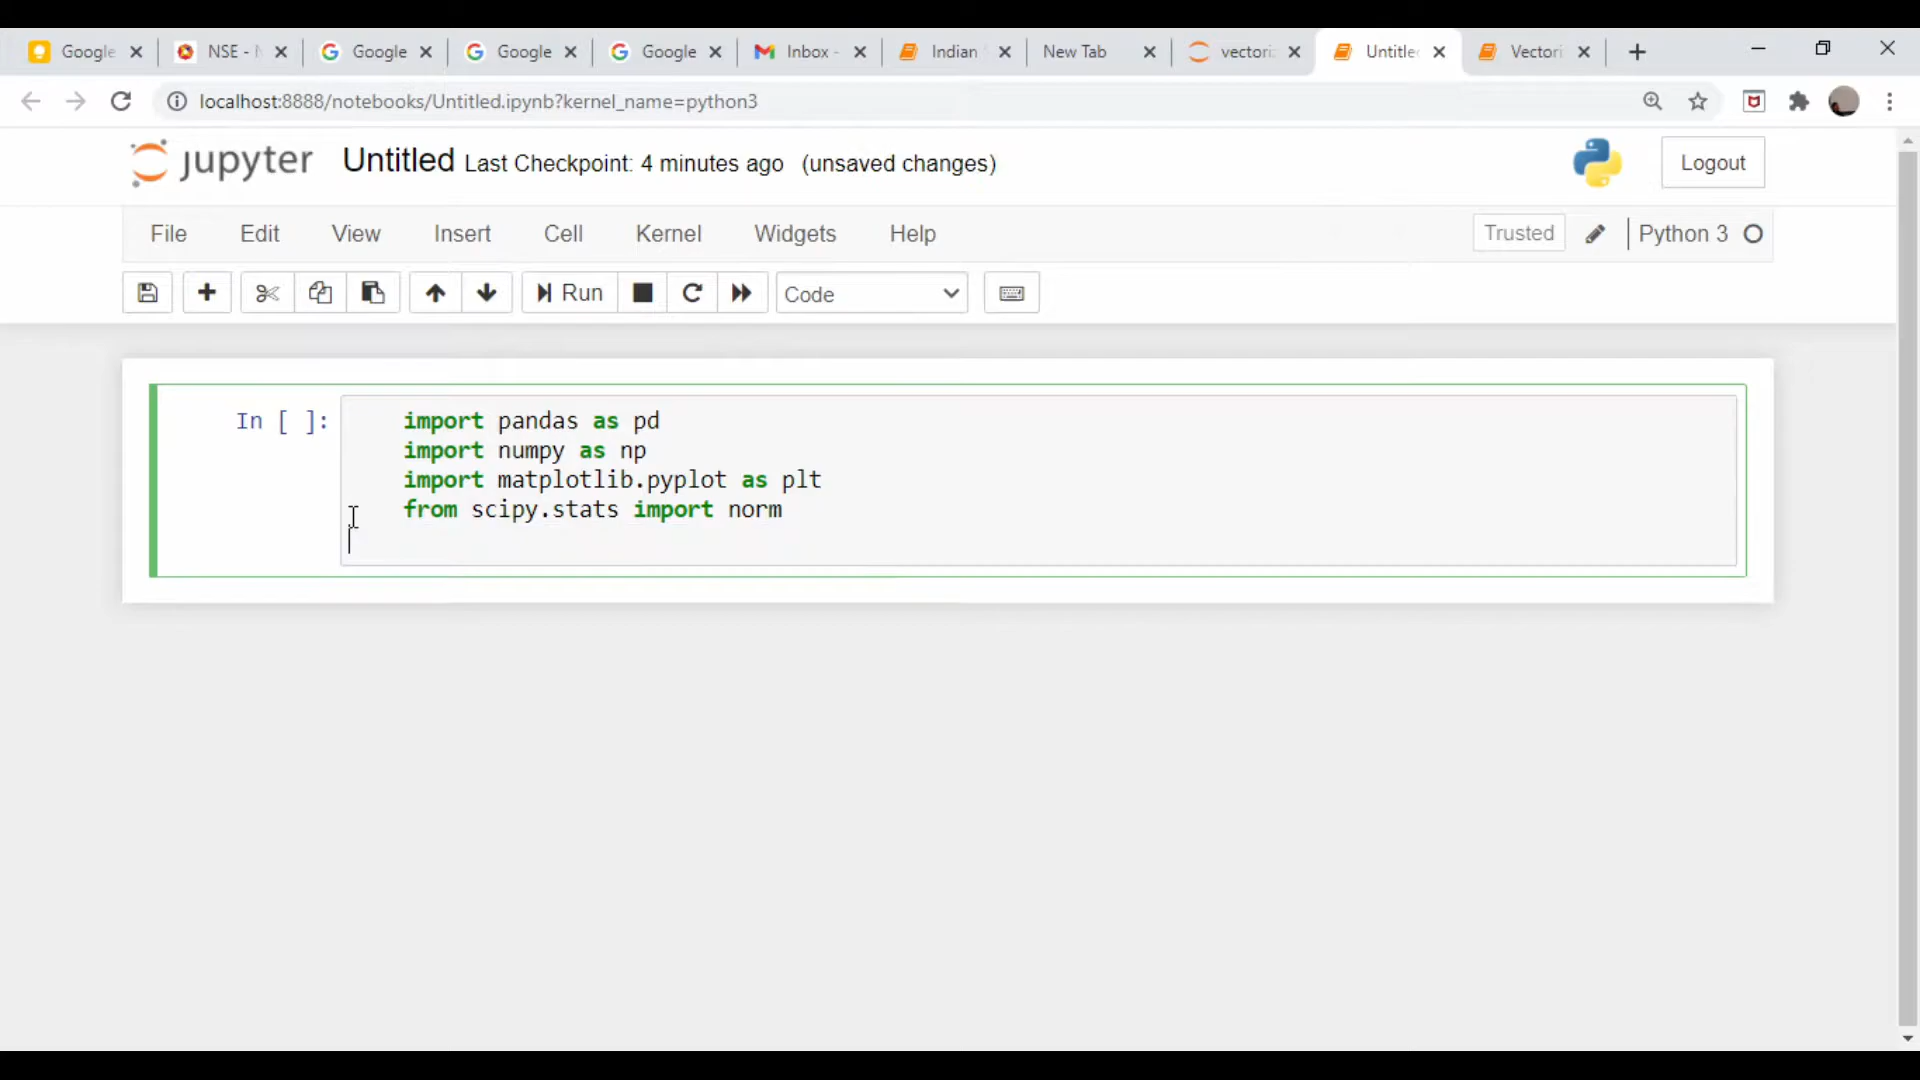 Google NSE - N Google Google Google Inbox - Indian New Tab vectori Untitle Vectori
localhost:8888/notebooks/Untitled.ipynb?kernel_name=python3
jupyter Untitled Last Checkpoint: 4 minutes ago (unsaved changes) Logout
File Edit View Insert Cell Kernel Widgets Help Trusted Python 3
Run Code
In [ ]: import pandas as pd
import numpy as np
import matplotlib.pyplot as plt
from scipy.stats import norm